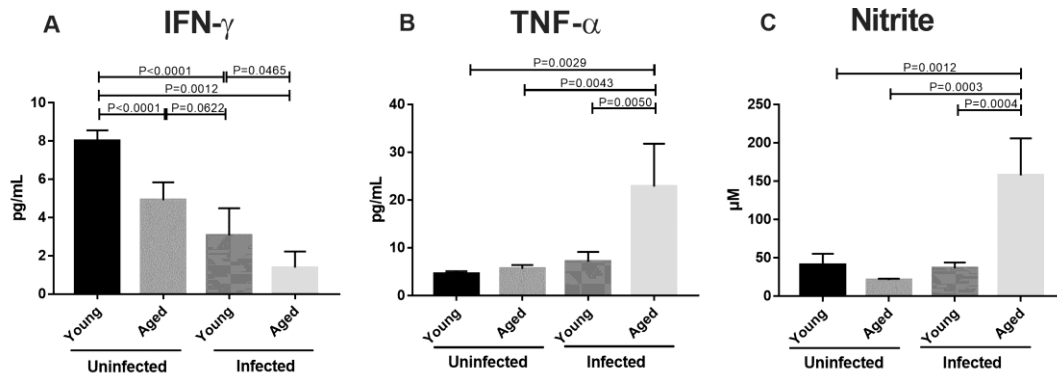 A IFN-γ
P<0.0001 P=0.0465
P=0.0012
P<0.0001 P=0.0622
8
6
4
2
0
pg/mL
Young Aged Young Aged
Uninfected Infected
B TNF-α
P=0.0029
P=0.0043
P=0.0050
40
30
20
10
0
pg/mL
Young Aged Young Aged
Uninfected Infected
C Nitrite
P=0.0012
P=0.0003
P=0.0004
250
200
150
100
50
0
µM
Young Aged Young Aged
Uninfected Infected